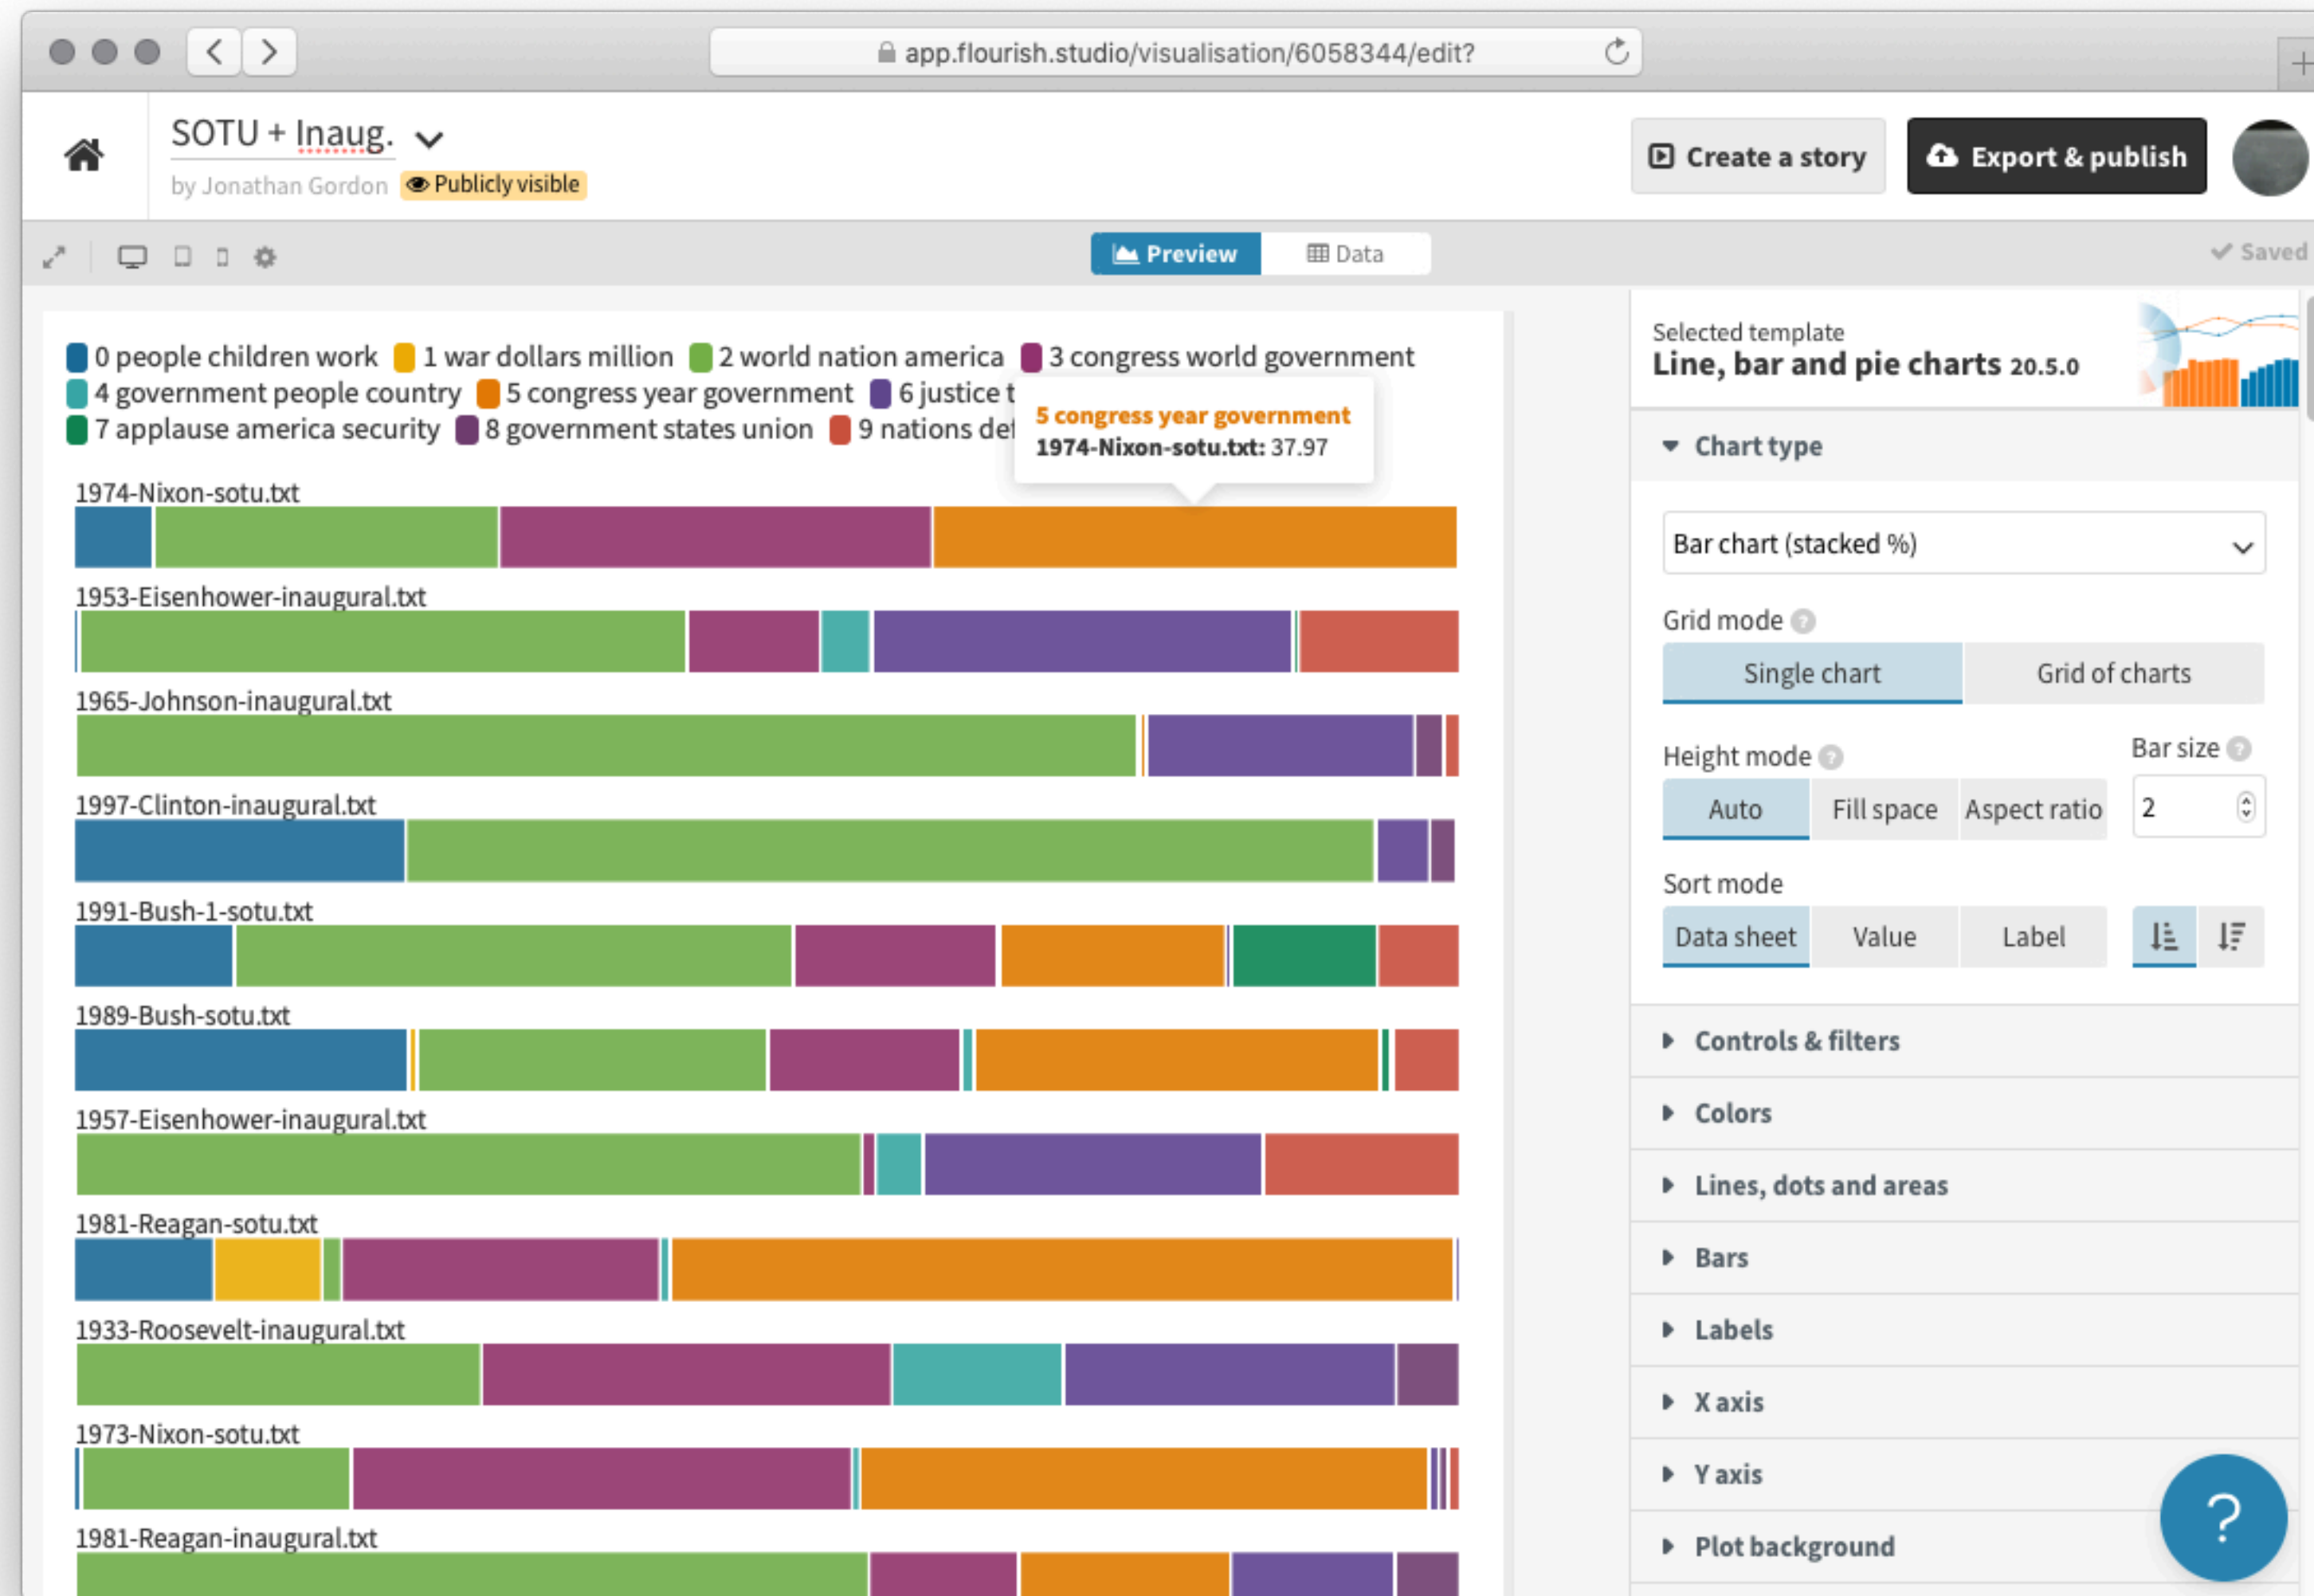 app.flourish.studio/visualisation/6058344/edit?
SOTU + Inaug.
by Jonathan Gordon Publicly visible
Create a story
Export & publish
Preview
Data
Saved
0 people children work 1 war dollars million 2 world nation america 3 congress world government
4 government people country 5 congress year government 6 justice t
7 applause america security 8 government states union 9 nations def
5 congress year government
1974-Nixon-sotu.txt: 37.97
1974-Nixon-sotu.txt
1953-Eisenhower-inaugural.txt
1965-Johnson-inaugural.txt
1997-Clinton-inaugural.txt
1991-Bush-1-sotu.txt
1989-Bush-sotu.txt
1957-Eisenhower-inaugural.txt
1981-Reagan-sotu.txt
1933-Roosevelt-inaugural.txt
1973-Nixon-sotu.txt
1981-Reagan-inaugural.txt
Selected template
Line, bar and pie charts 20.5.0
Chart type
Bar chart (stacked %)
Grid mode ?
Single chart Grid of charts
Height mode ? Bar size ?
Auto Fill space Aspect ratio 2
Sort mode
Data sheet Value Label
Controls & filters
Colors
Lines, dots and areas
Bars
Labels
X axis
Y axis
Plot background
?